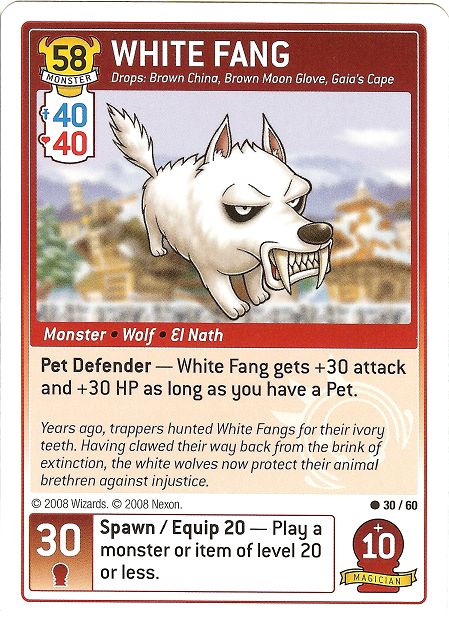 58
MONSTER
WHITE FANG
Drops: Brown China, Brown Moon Glove, Gaia's Cape
40
40
Monster • Wolf • El Nath
Pet Defender — White Fang gets +30 attack
and +30 HP as long as you have a Pet.
Years ago, trappers hunted White Fangs for their ivory
teeth. Having clawed their way back from the brink of
extinction, the white wolves now protect their animal
brethren against injustice.
© 2008 Wizards. © 2008 Nexon.
● 30 / 60
30
Spawn / Equip 20 — Play a
monster or item of level 20
or less.
+
10
MAGICIAN